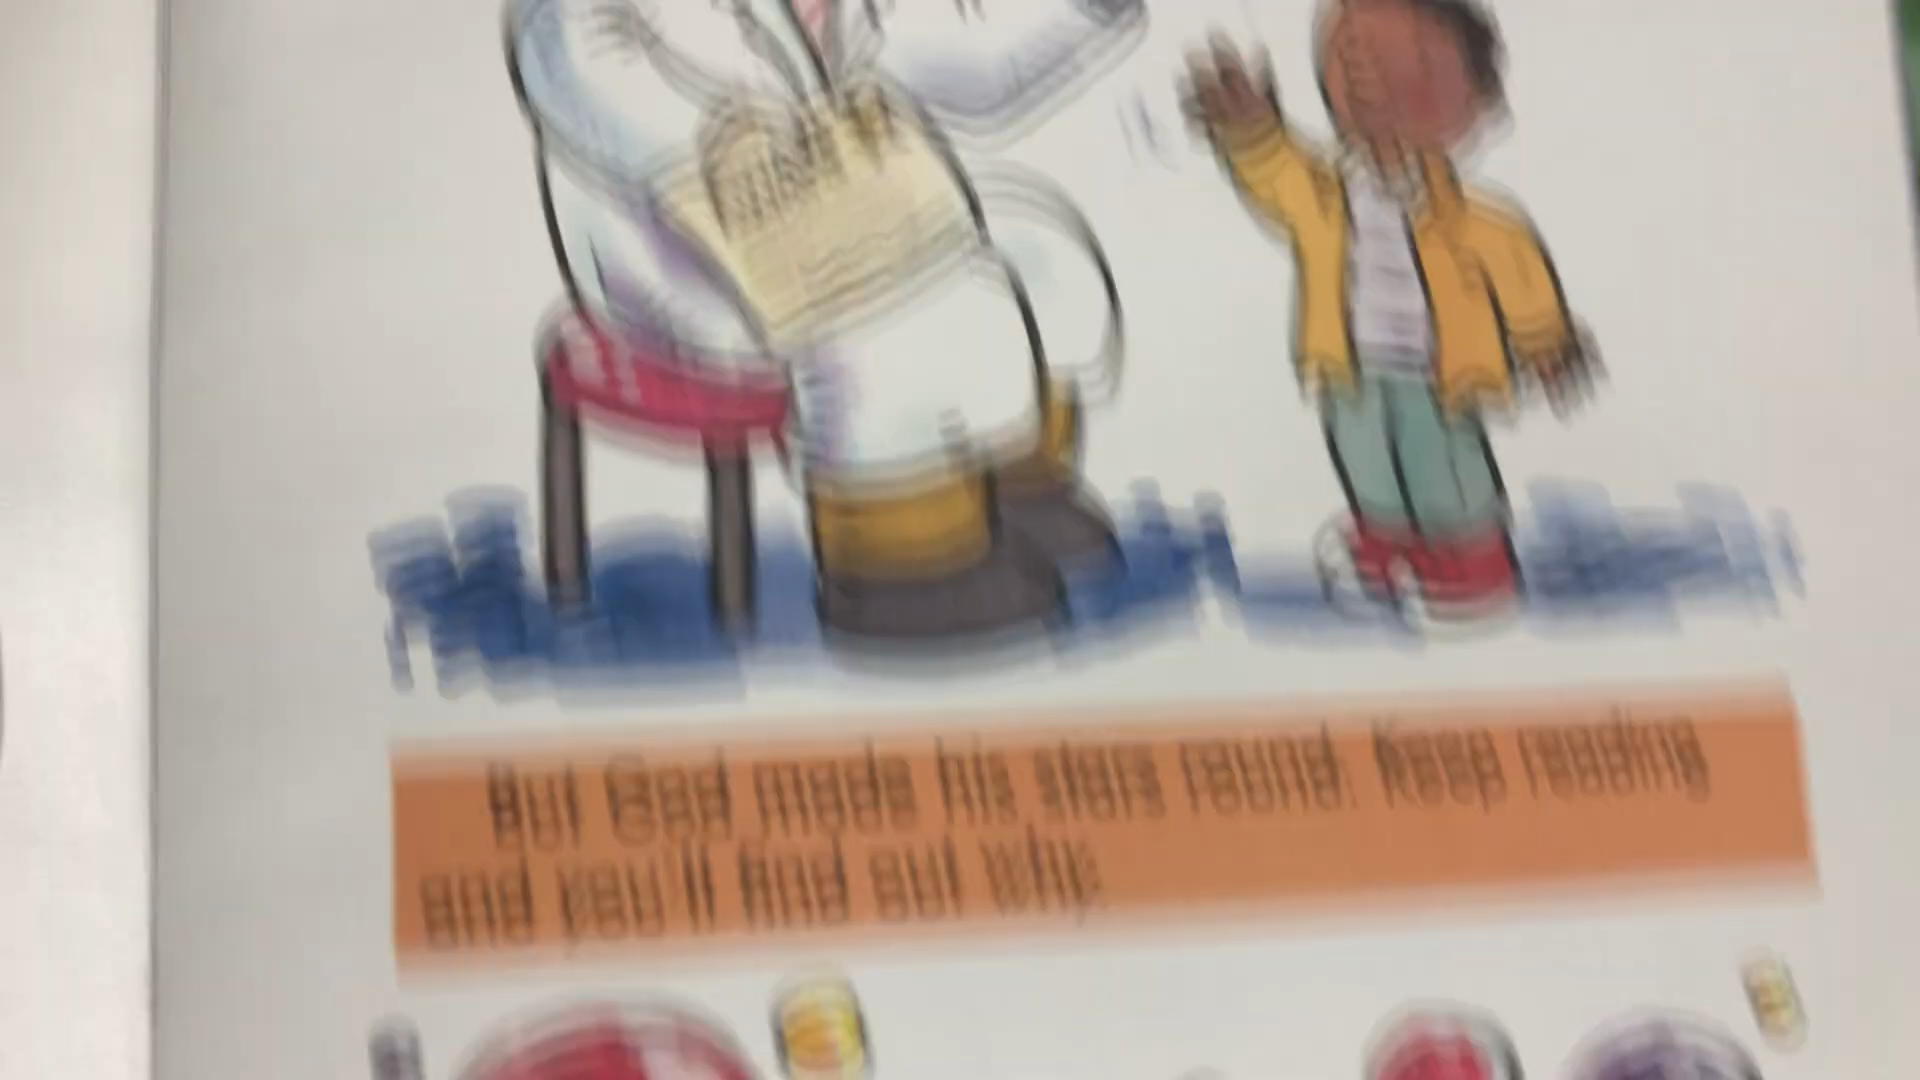 But God made his stars round. Keep reading
and you'll find out why.